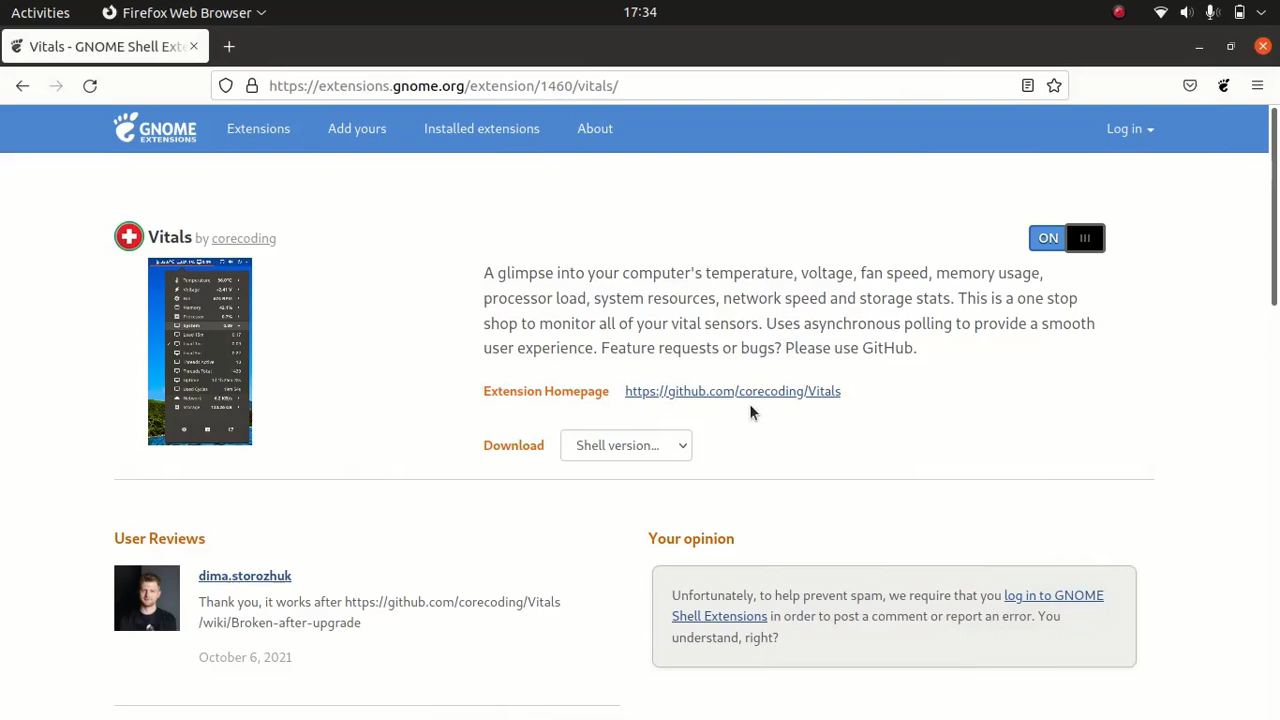 Activities
Firefox Web Browser
17:34
Vitals - GNOME Shell Exte
https://extensions.gnome.org/extension/1460/vitals/
GNOME
EXTENSIONS
Extensions
Add yours
Installed extensions
About
Log in
Vitals by corecoding
ON
A glimpse into your computer's temperature, voltage, fan speed, memory usage,
processor load, system resources, network speed and storage stats. This is a one stop
shop to monitor all of your vital sensors. Uses asynchronous polling to provide a smooth
user experience. Feature requests or bugs? Please use GitHub.
Extension Homepage https://github.com/corecoding/Vitals
Download Shell version...
User Reviews
dima.storozhuk
Thank you, it works after https://github.com/corecoding/Vitals
/wiki/Broken-after-upgrade
October 6, 2021
Your opinion
Unfortunately, to help prevent spam, we require that you log in to GNOME
Shell Extensions in order to post a comment or report an error. You
understand, right?